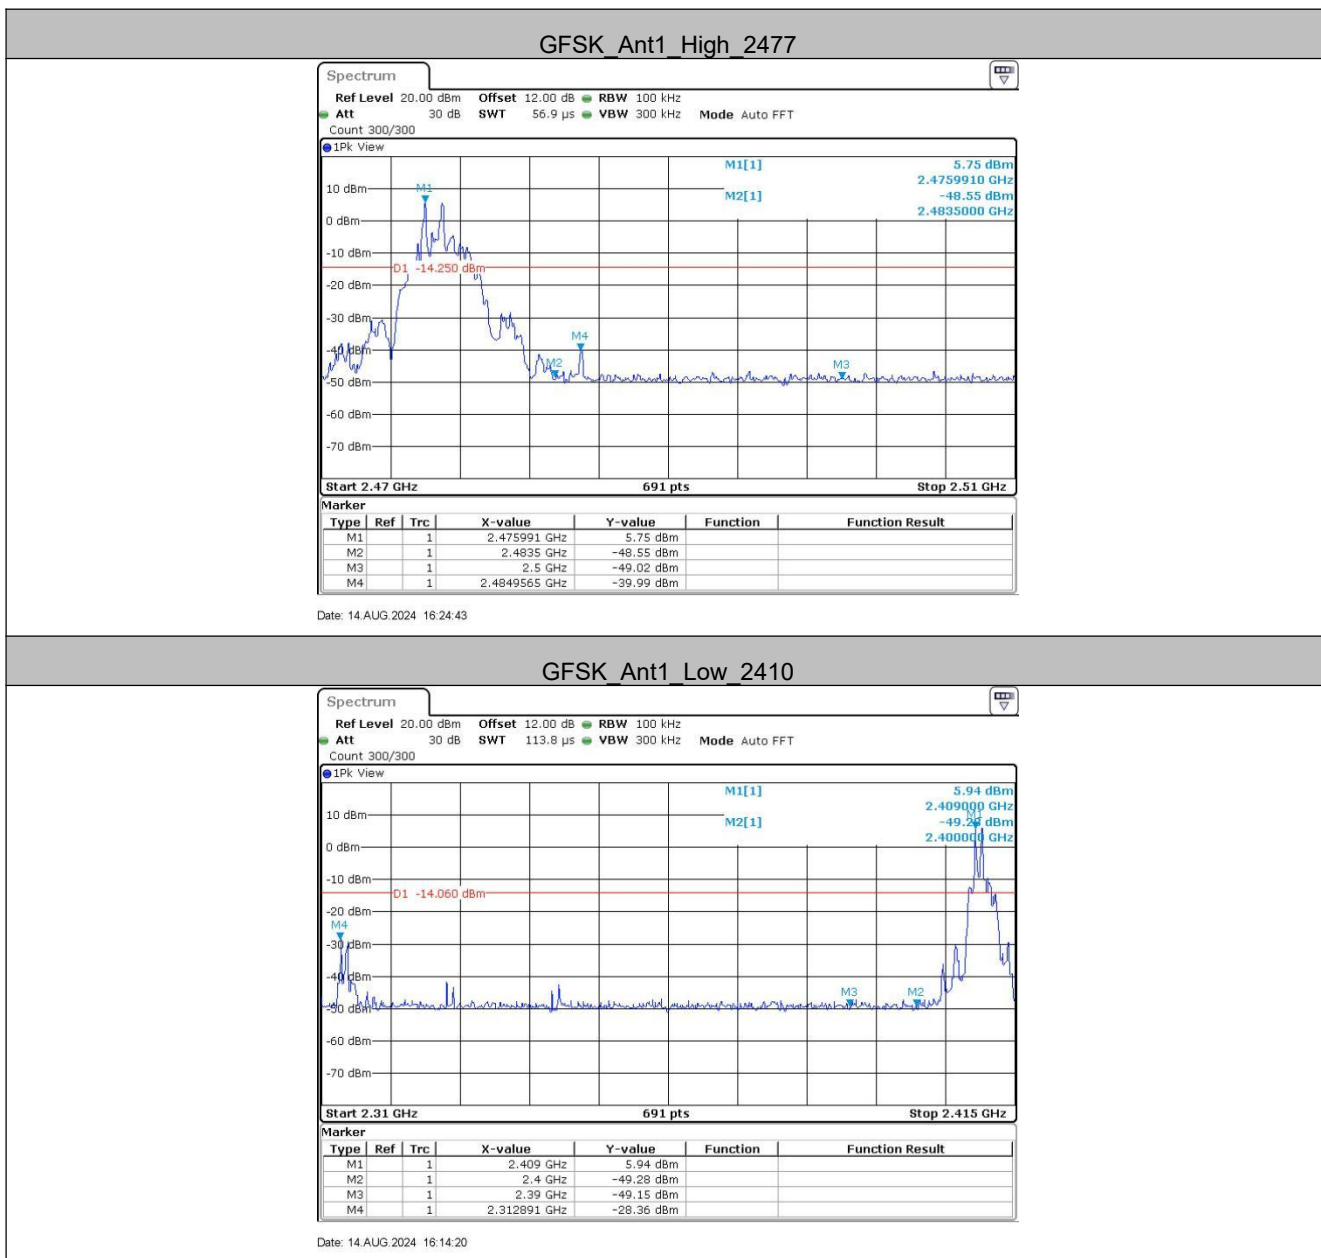 GFSK_Ant1_High_2477
Spectrum
Ref Level 20.00 dBm Offset 12.00 dB RBW 100 kHz
Att 30 dB SWT 56.9 µs VBW 300 kHz Mode Auto FFT
Count 300/300
1Pk View
M1[1] 5.75 dBm
2.4759910 GHz
M2[1] -48.55 dBm
2.4835000 GHz
10 dBm
M1
0 dBm
-10 dBm
D1 -14.250 dBm
-20 dBm
-30 dBm
M4
-40 dBm
M2
M3
-50 dBm
-60 dBm
-70 dBm
Start 2.47 GHz 691 pts Stop 2.51 GHz
Marker
Type Ref Trc X-value Y-value Function Function Result
M1 1 2.475991 GHz 5.75 dBm
M2 1 2.4835 GHz -48.55 dBm
M3 1 2.5 GHz -49.02 dBm
M4 1 2.4849565 GHz -39.99 dBm
Date: 14.AUG.2024 16:24:43
GFSK_Ant1_Low_2410
Spectrum
Ref Level 20.00 dBm Offset 12.00 dB RBW 100 kHz
Att 30 dB SWT 113.8 µs VBW 300 kHz Mode Auto FFT
Count 300/300
1Pk View
M1[1] 5.94 dBm
2.409000 GHz
M2[1] -49.28 dBm
2.400000 GHz
10 dBm
M1
0 dBm
-10 dBm
D1 -14.060 dBm
-20 dBm
M4
-30 dBm
-40 dBm
M3 M2
-50 dBm
-60 dBm
-70 dBm
Start 2.31 GHz 691 pts Stop 2.415 GHz
Marker
Type Ref Trc X-value Y-value Function Function Result
M1 1 2.409 GHz 5.94 dBm
M2 1 2.4 GHz -49.28 dBm
M3 1 2.39 GHz -49.15 dBm
M4 1 2.312891 GHz -28.36 dBm
Date: 14.AUG.2024 16:14:20